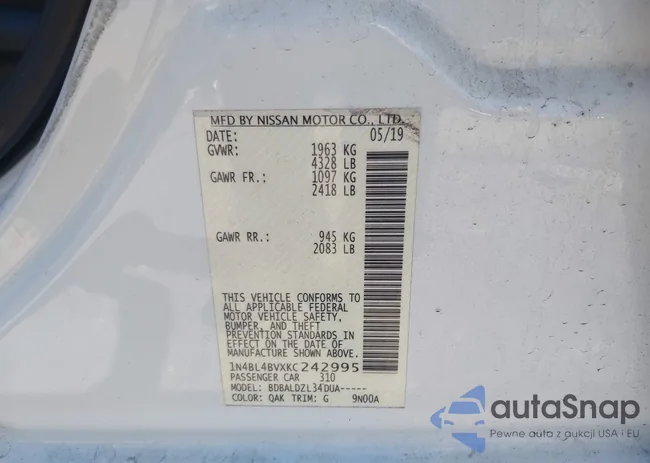 MFD BY NISSAN MOTOR CO., LTD.
DATE: 05/19
GVWR: 1963 KG
4328 LB
GAWR FR.: 1097 KG
2418 LB
GAWR RR.: 945 KG
2083 LB
THIS VEHICLE CONFORMS TO
ALL APPLICABLE FEDERAL
MOTOR VEHICLE SAFETY,
BUMPER, AND THEFT
PREVENTION STANDARDS IN
EFFECT ON THE DATE OF
MANUFACTURE SHOWN ABOVE.
1N4BL4BVXKC242995
PASSENGER CAR 310
MODEL: BDBALDZL34DUA-----
COLOR: QAK TRIM: G 9N00A
autoSnap
Pewne auto z aukcji USA i EU